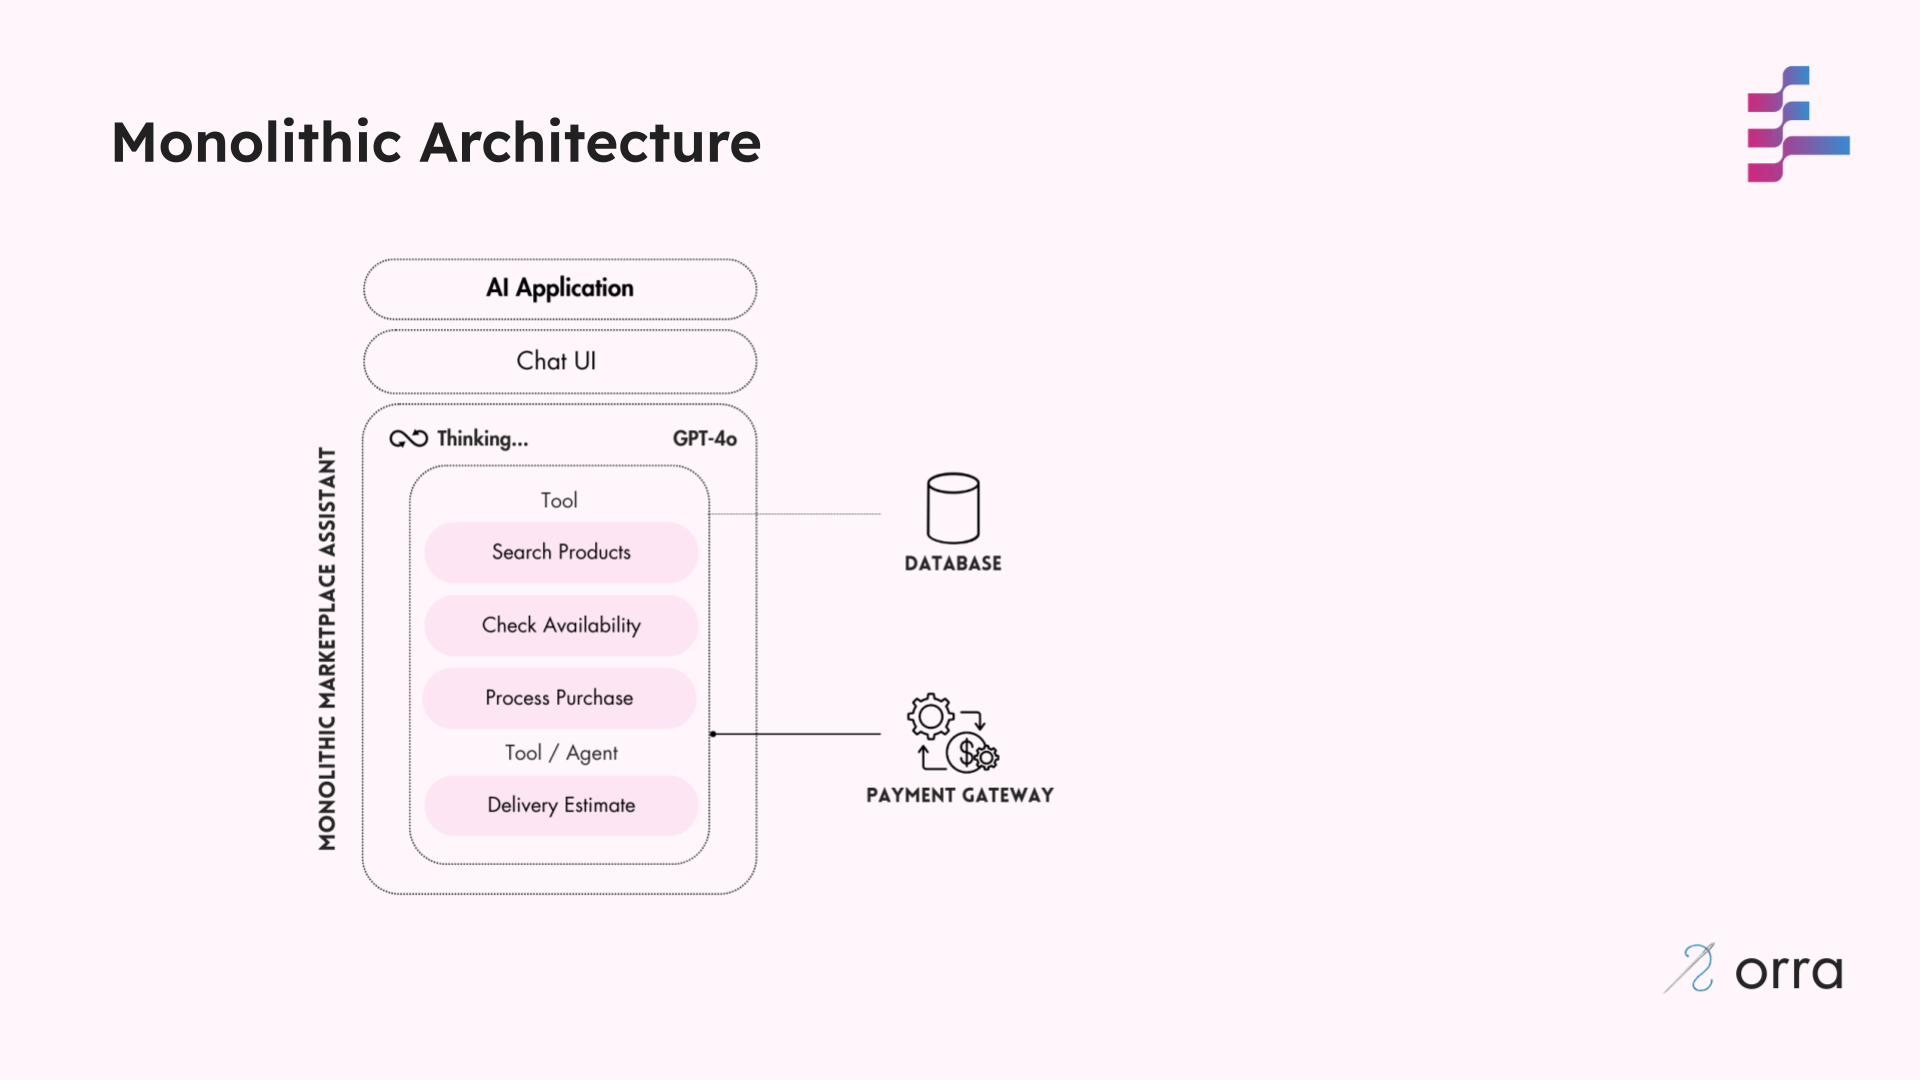 Monolithic Architecture
AI Application
Chat UI
MONOLITHIC MARKETPLACE ASSISTANT
Thinking...
GPT-4o
Tool
Search Products
Check Availability
Process Purchase
Tool / Agent
Delivery Estimate
DATABASE
$
PAYMENT GATEWAY
orra